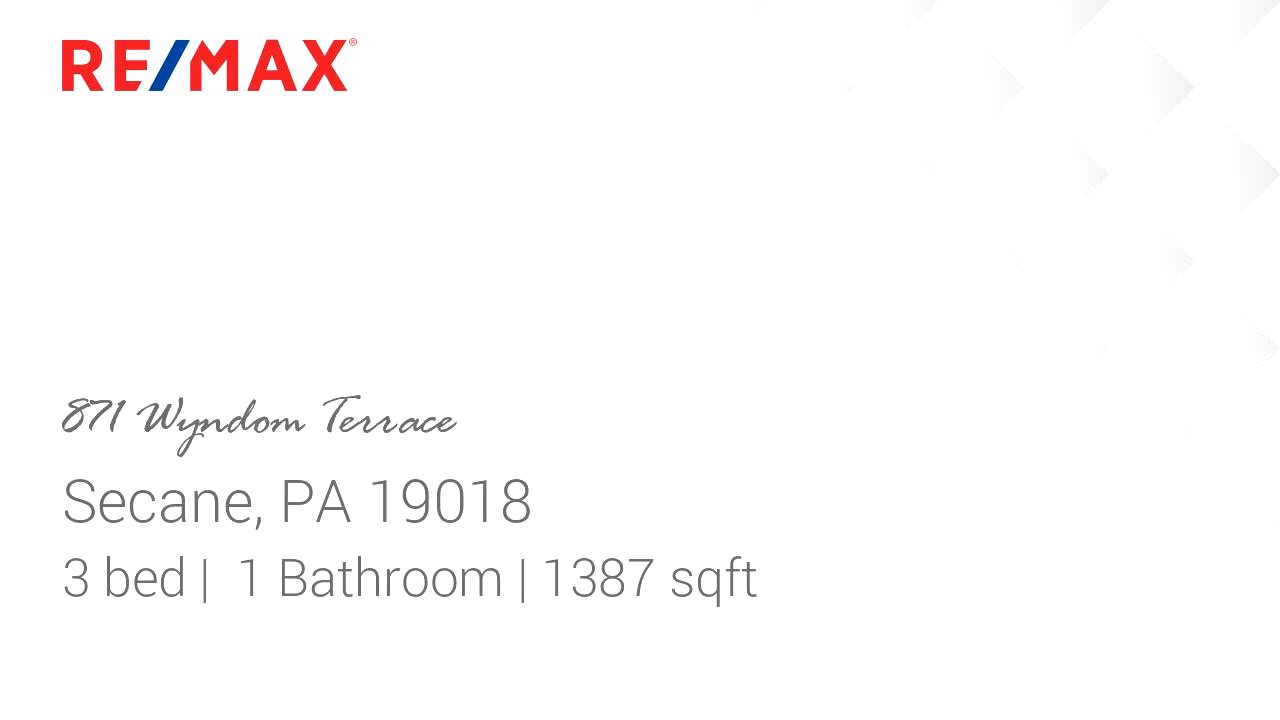 RE/MAX®
871 Wyndom Terrace
Secane, PA 19018
3 bed | 1 Bathroom | 1387 sqft